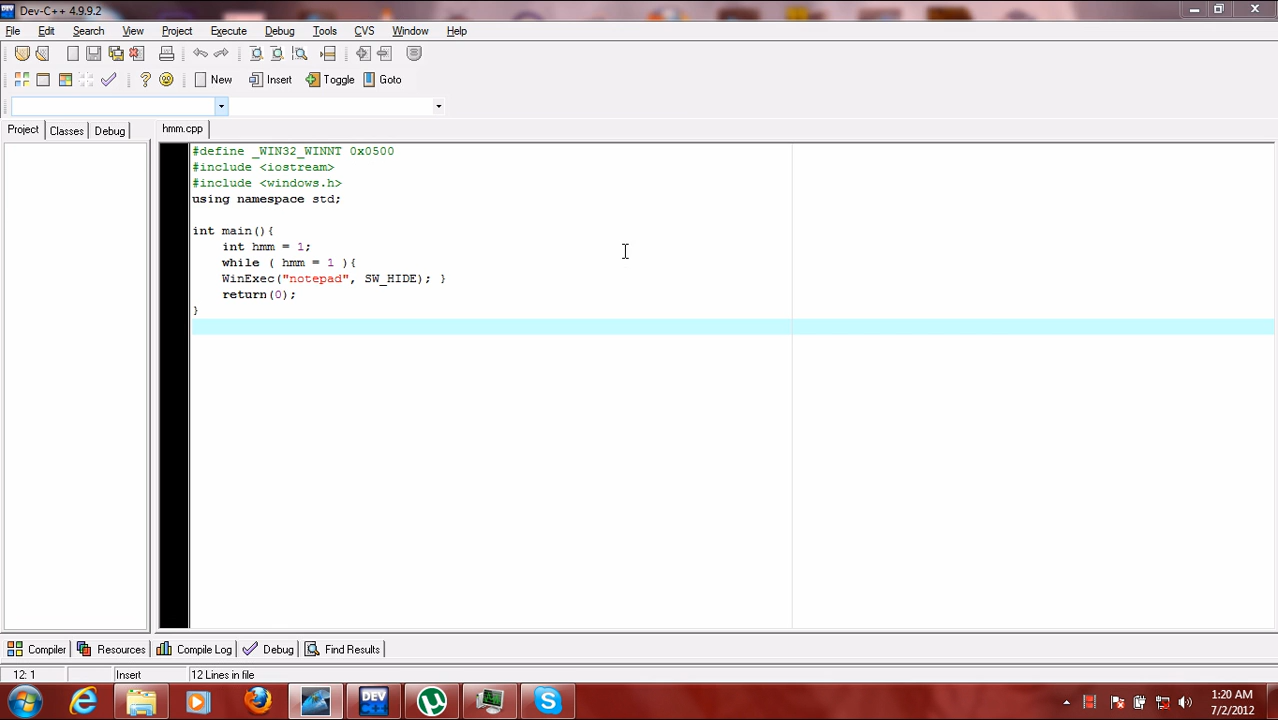 Dev-C++ 4.9.9.2
File Edit Search View Project Execute Debug Tools CVS Window Help
New Insert Toggle Goto
Project Classes Debug hmm.cpp
#define _WIN32_WINNT 0x0500
#include <iostream>
#include <windows.h>
using namespace std;
int main(){
int hmm = 1;
while ( hmm = 1 ){
WinExec("notepad", SW_HIDE); }
return(0);
}
Compiler Resources Compile Log Debug Find Results
12: 1 Insert 12 Lines in file
DEV
1:20 AM
7/2/2012